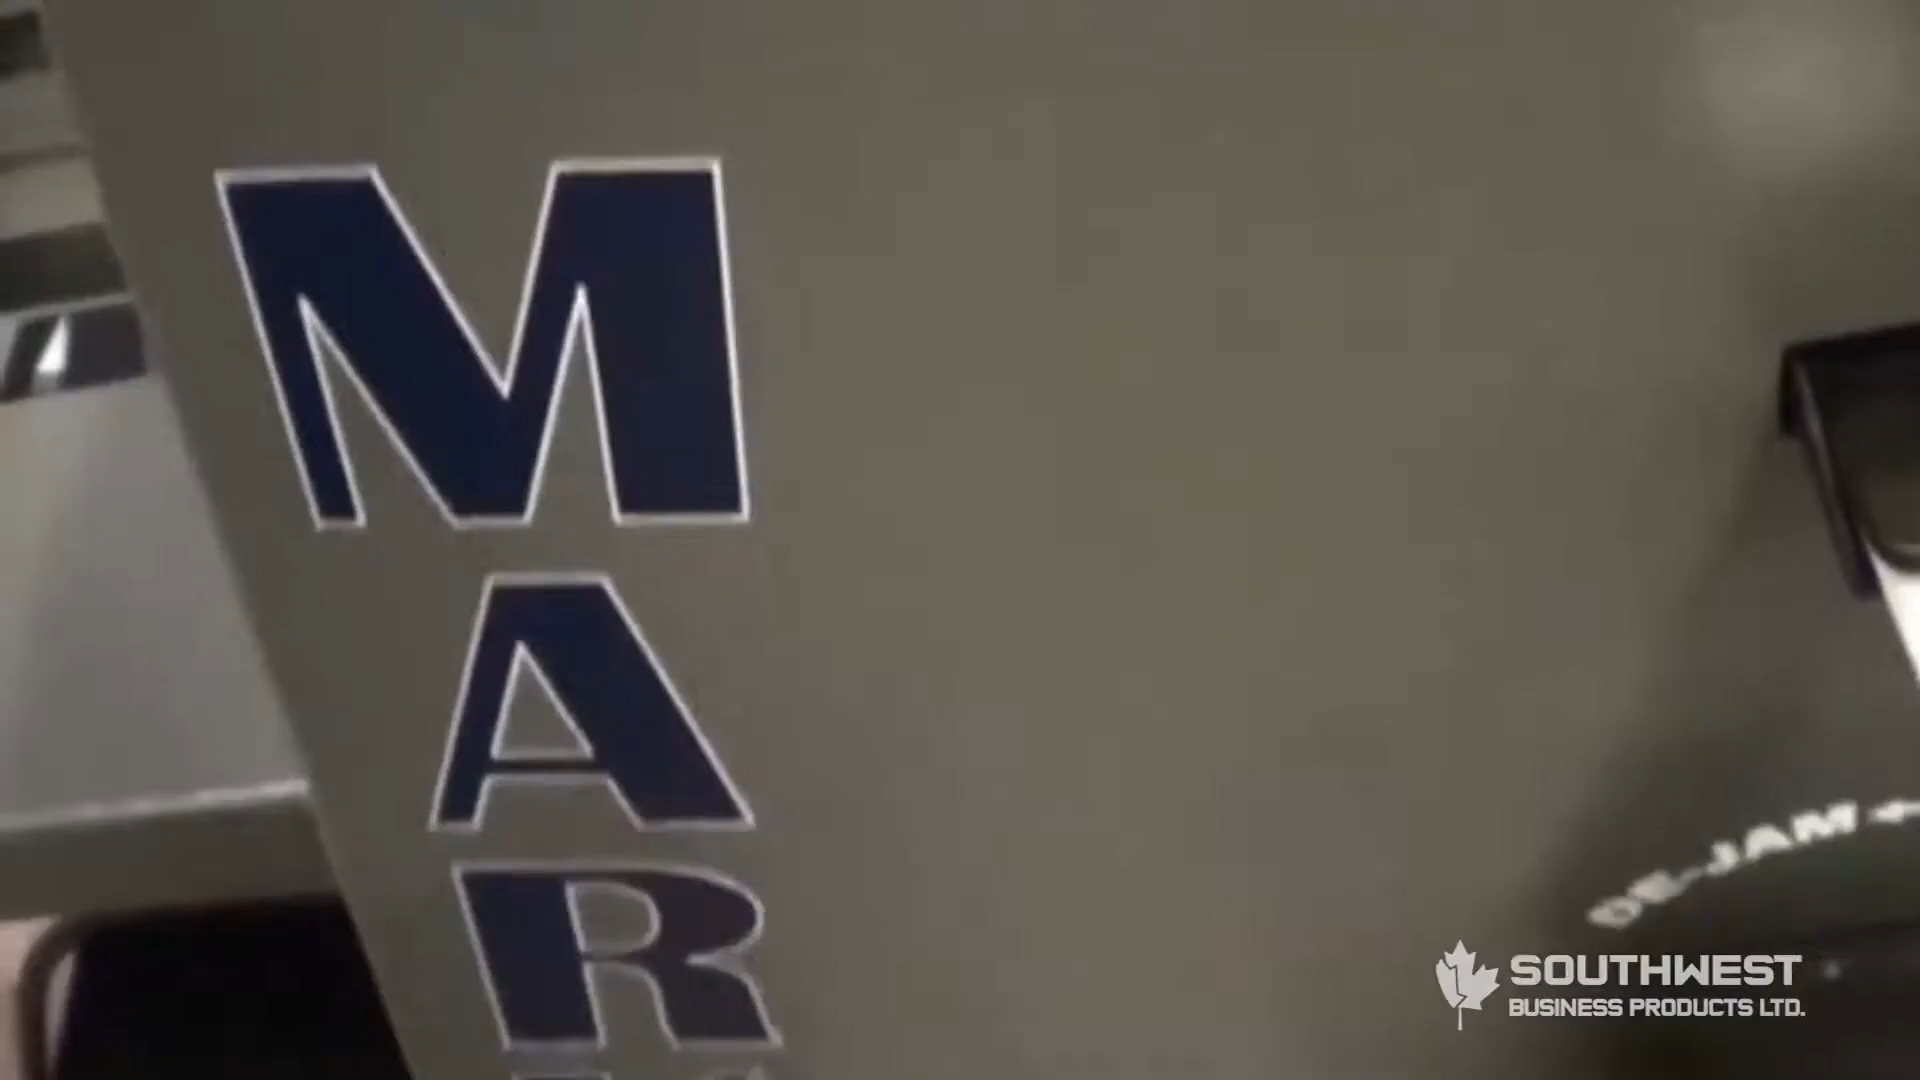 M
A
R
DE-JAM
SOUTHWEST
BUSINESS PRODUCTS LTD.